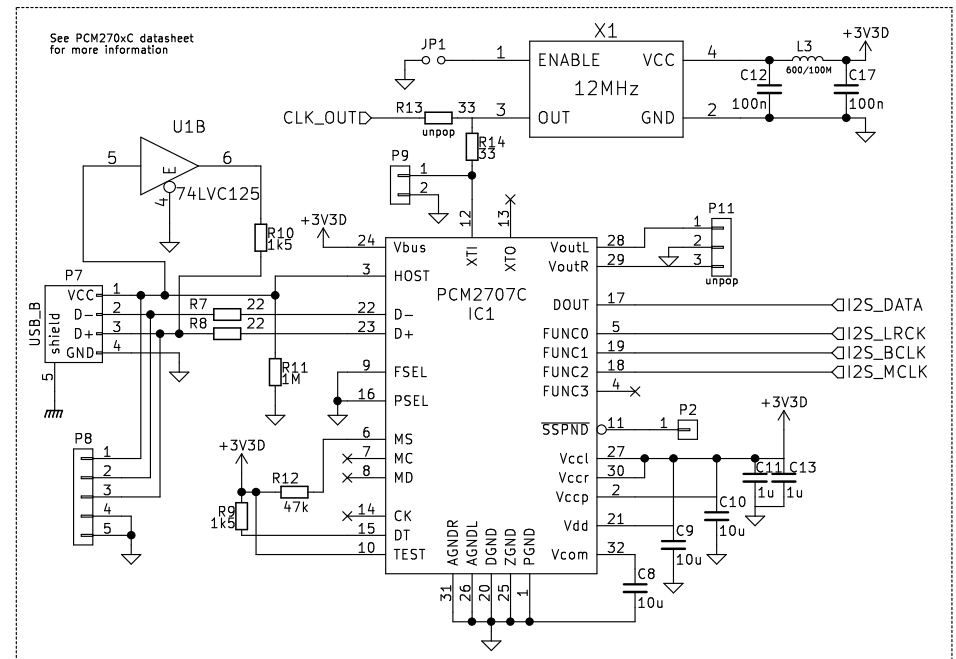 See PCM270xC datasheet
for more information
X1
JP1
1
ENABLE
VCC
4
L3
600/100M
+3V3D
12MHz
C12
100n
C17
100n
CLK_OUT
R13
33
unpop
3
OUT
GND
2
R14
33
U1B
5
6
E
4
74LVC125
P9
1
2
12
13
XTI
XTO
R10
1k5
+3V3D
24
Vbus
VoutL
28
VoutR
29
P11
1
2
3
unpop
3
HOST
PCM2707C
IC1
P7
USB_B
shield
VCC
1
D-
2
D+
3
GND
4
5
R7
22
R8
22
22
D-
23
D+
DOUT
17
I2S_DATA
FUNC0
5
I2S_LRCK
FUNC1
19
I2S_BCLK
FUNC2
18
I2S_MCLK
FUNC3
4
R11
1M
9
FSEL
16
PSEL
SSPND
11
1
P2
+3V3D
P8
1
2
3
4
5
+3V3D
R12
47k
R9
1k5
6
MS
7
MC
8
MD
14
CK
15
DT
10
TEST
Vccl
27
Vccr
30
Vccp
2
Vdd
21
Vcom
32
C11
1u
C13
1u
C10
10u
C9
10u
C8
10u
AGNDR
AGNDL
DGND
ZGND
PGND
31
26
20
25
1